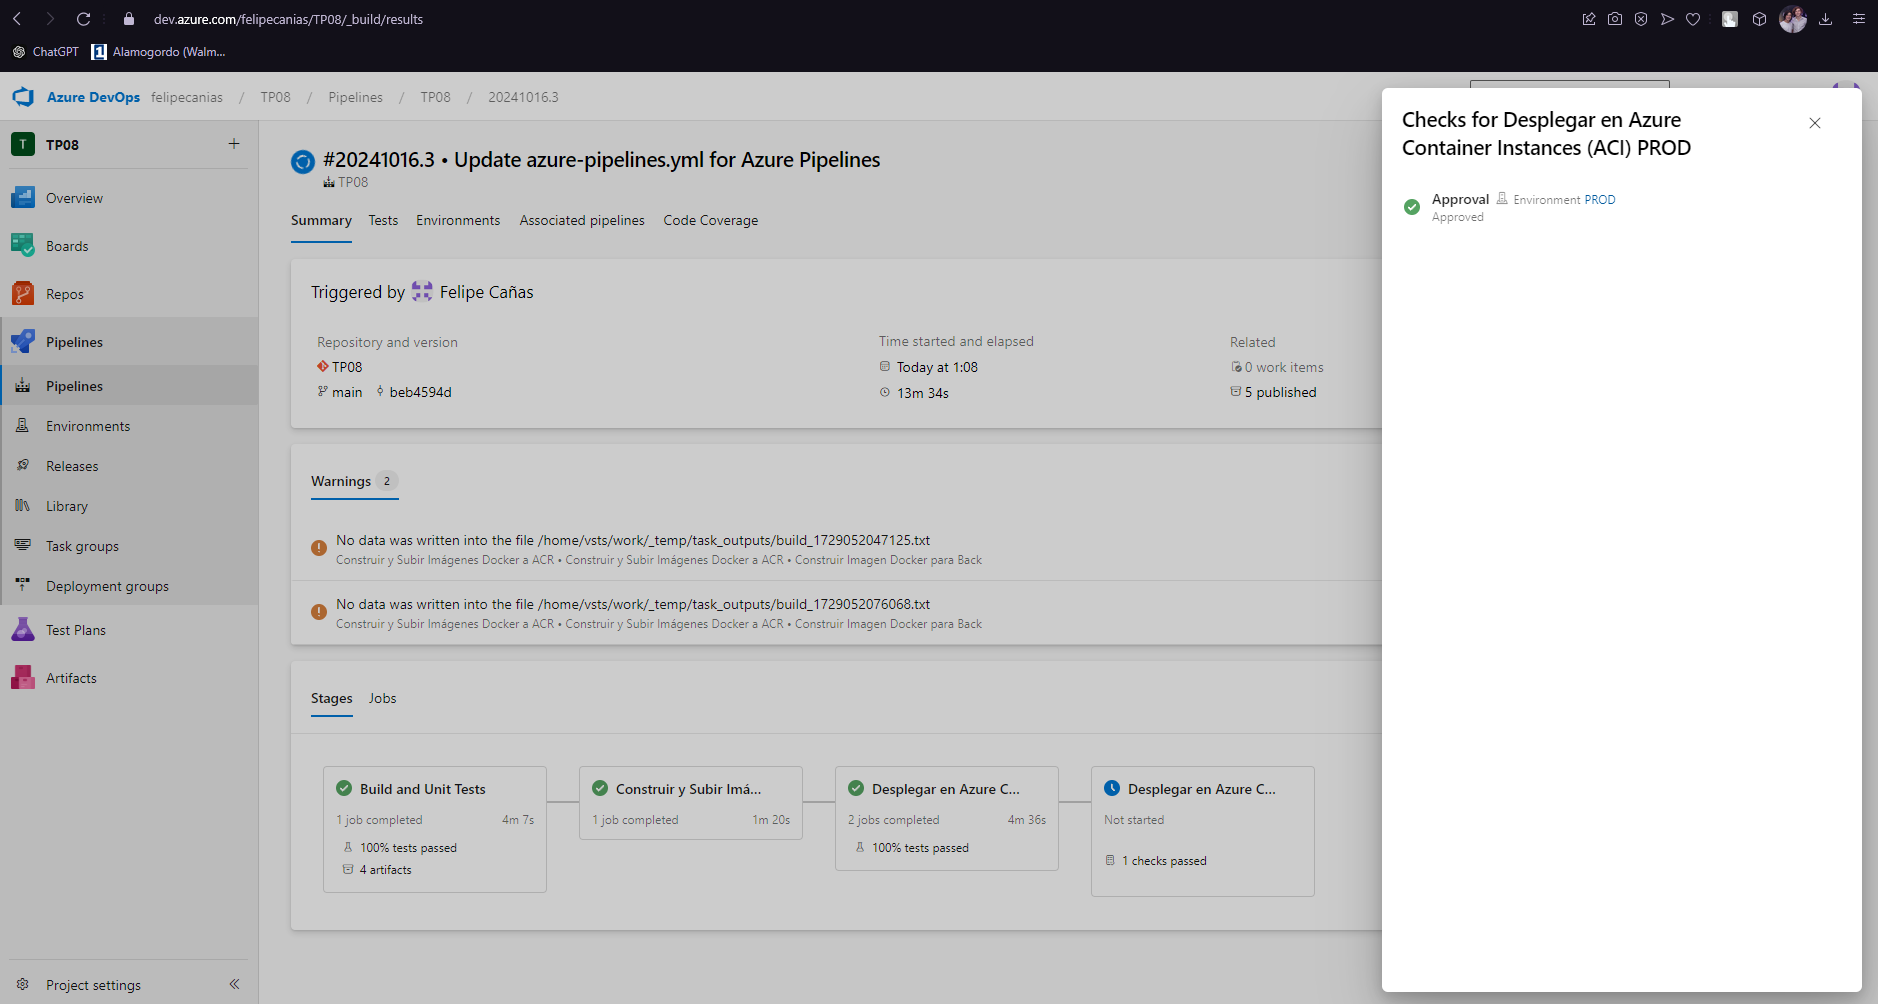 dev.azure.com/felipecanias/TP08/_build/results
ChatGPT
Alamogordo (Walm...
Azure DevOps felipecanias / TP08 / Pipelines / TP08 / 20241016.3
T TP08
Overview
Boards
Repos
Pipelines
Pipelines
Environments
Releases
Library
Task groups
Deployment groups
Test Plans
Artifacts
Project settings
#20241016.3 • Update azure-pipelines.yml for Azure Pipelines
TP08
Summary Tests Environments Associated pipelines Code Coverage
Triggered by Felipe Cañas
Repository and version
TP08
main beb4594d
Time started and elapsed
Today at 1:08
13m 34s
Related
0 work items
5 published
Warnings 2
No data was written into the file /home/vsts/work/_temp/task_outputs/build_1729052047125.txt
Construir y Subir Imágenes Docker a ACR • Construir y Subir Imágenes Docker a ACR • Construir Imagen Docker para Back
No data was written into the file /home/vsts/work/_temp/task_outputs/build_1729052076068.txt
Construir y Subir Imágenes Docker a ACR • Construir y Subir Imágenes Docker a ACR • Construir Imagen Docker para Back
Stages Jobs
Build and Unit Tests
1 job completed 4m 7s
100% tests passed
4 artifacts
Construir y Subir Imá...
1 job completed 1m 20s
Desplegar en Azure C...
2 jobs completed 4m 36s
100% tests passed
Desplegar en Azure C...
Not started
1 checks passed
Checks for Desplegar en Azure
Container Instances (ACI) PROD
Approval Environment PROD
Approved